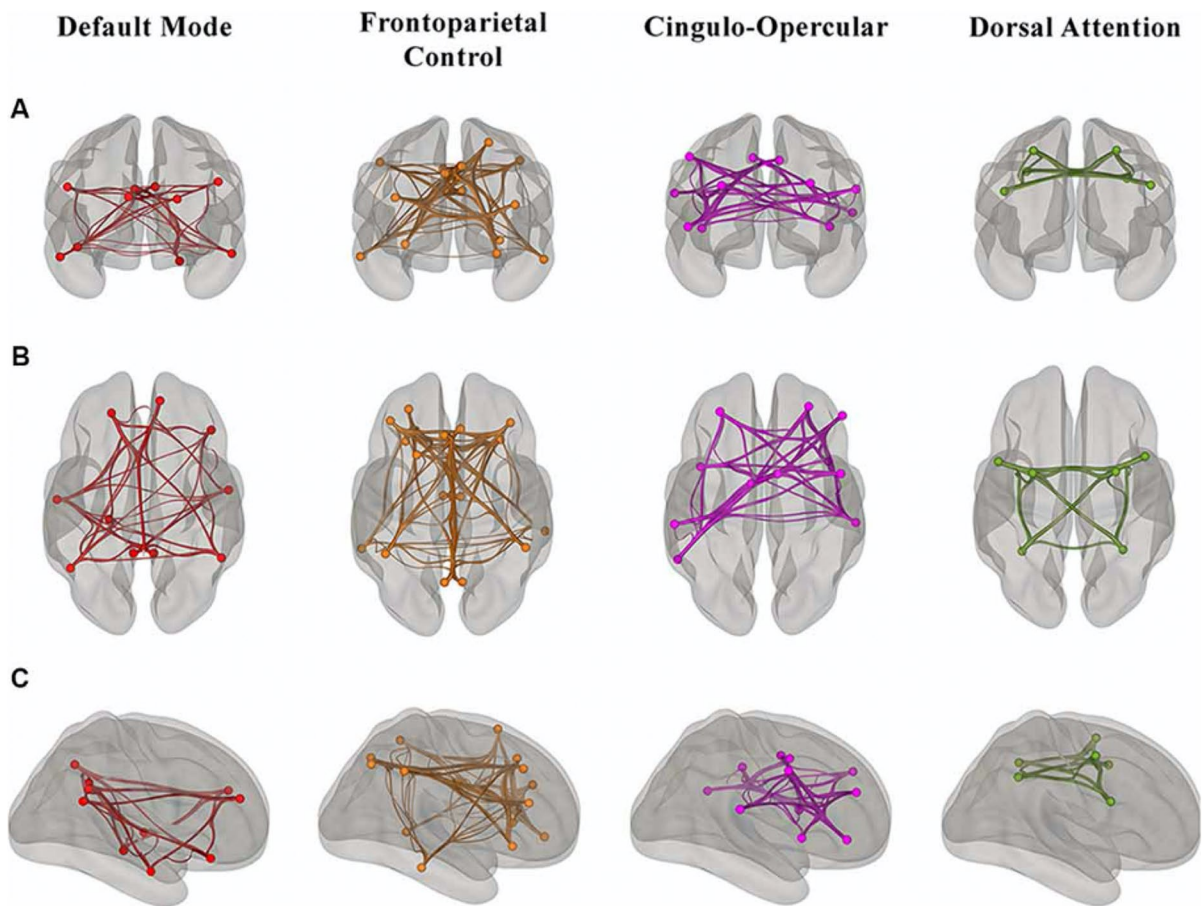 Default Mode
Frontoparietal
Control
Cingulo-Opercular
Dorsal Attention
A
B
C